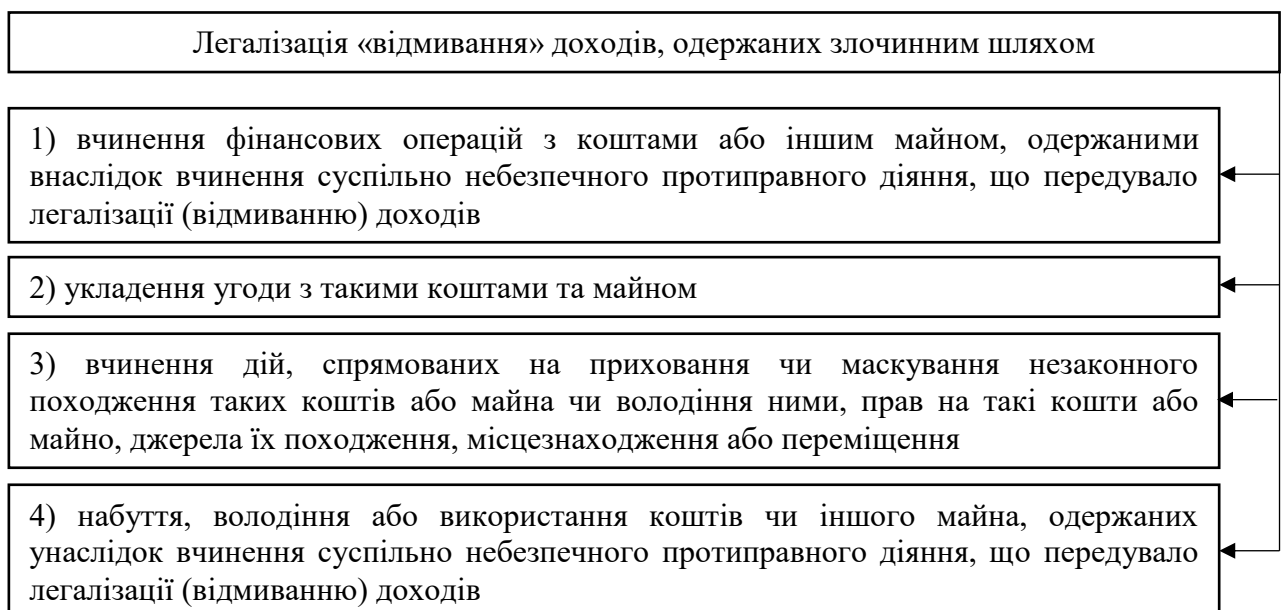 Легалізація «відмивання» доходів, одержаних злочинним шляхом
1) вчинення фінансових операцій з коштами або іншим майном, одержаними
внаслідок вчинення суспільно небезпечного протиправного діяння, що передувало
легалізації (відмиванню) доходів
2) укладення угоди з такими коштами та майном
3) вчинення дій, спрямованих на приховання чи маскування незаконного
походження таких коштів або майна чи володіння ними, прав на такі кошти або
майно, джерела їх походження, місцезнаходження або переміщення
4) набуття, володіння або використання коштів чи іншого майна, одержаних
унаслідок вчинення суспільно небезпечного протиправного діяння, що передувало
легалізації (відмиванню) доходів